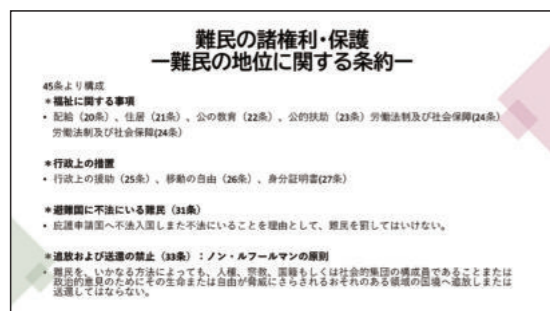 難民の諸権利・保護
ー難民の地位に関する条約ー
45条より構成
＊福祉に関する事項
• 配給（20条）、住居（21条）、公の教育（22条）、公的扶助（23条）労働法制及び社会保障(24条)
労働法制及び社会保障(24条)
＊行政上の措置
• 行政上の援助（25条）、移動の自由（26条）、身分証明書(27条)
＊避難国に不法にいる難民（31条）
• 庇護申請国へ不法入国しまた不法にいることを理由として、難民を罰してはいけない。
＊追放および送還の禁止（33条）：ノン・ルフールマンの原則
• 難民を、いかなる方法によっても、人種、宗教、国籍もしくは社会的集団の構成員であることまたは
政治的意見のためにその生命または自由が脅威にさらされるおそれのある領域の国境へ追放しまたは
送還してはならない。